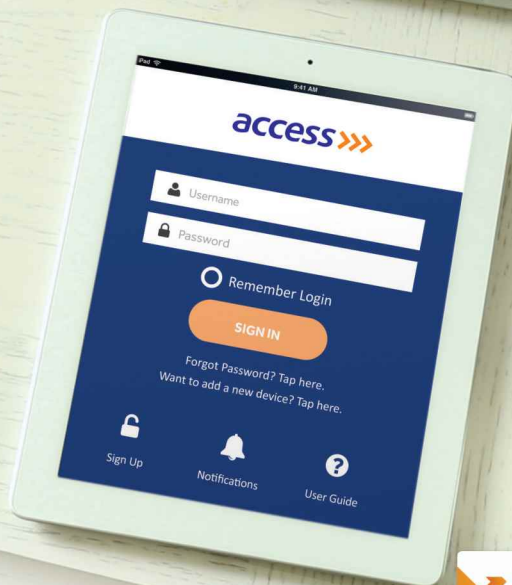 iPad
9:41 AM
access
Username
Password
Remember Login
SIGN IN
Forgot Password? Tap here.
Want to add a new device? Tap here.
Sign Up
Notifications
User Guide